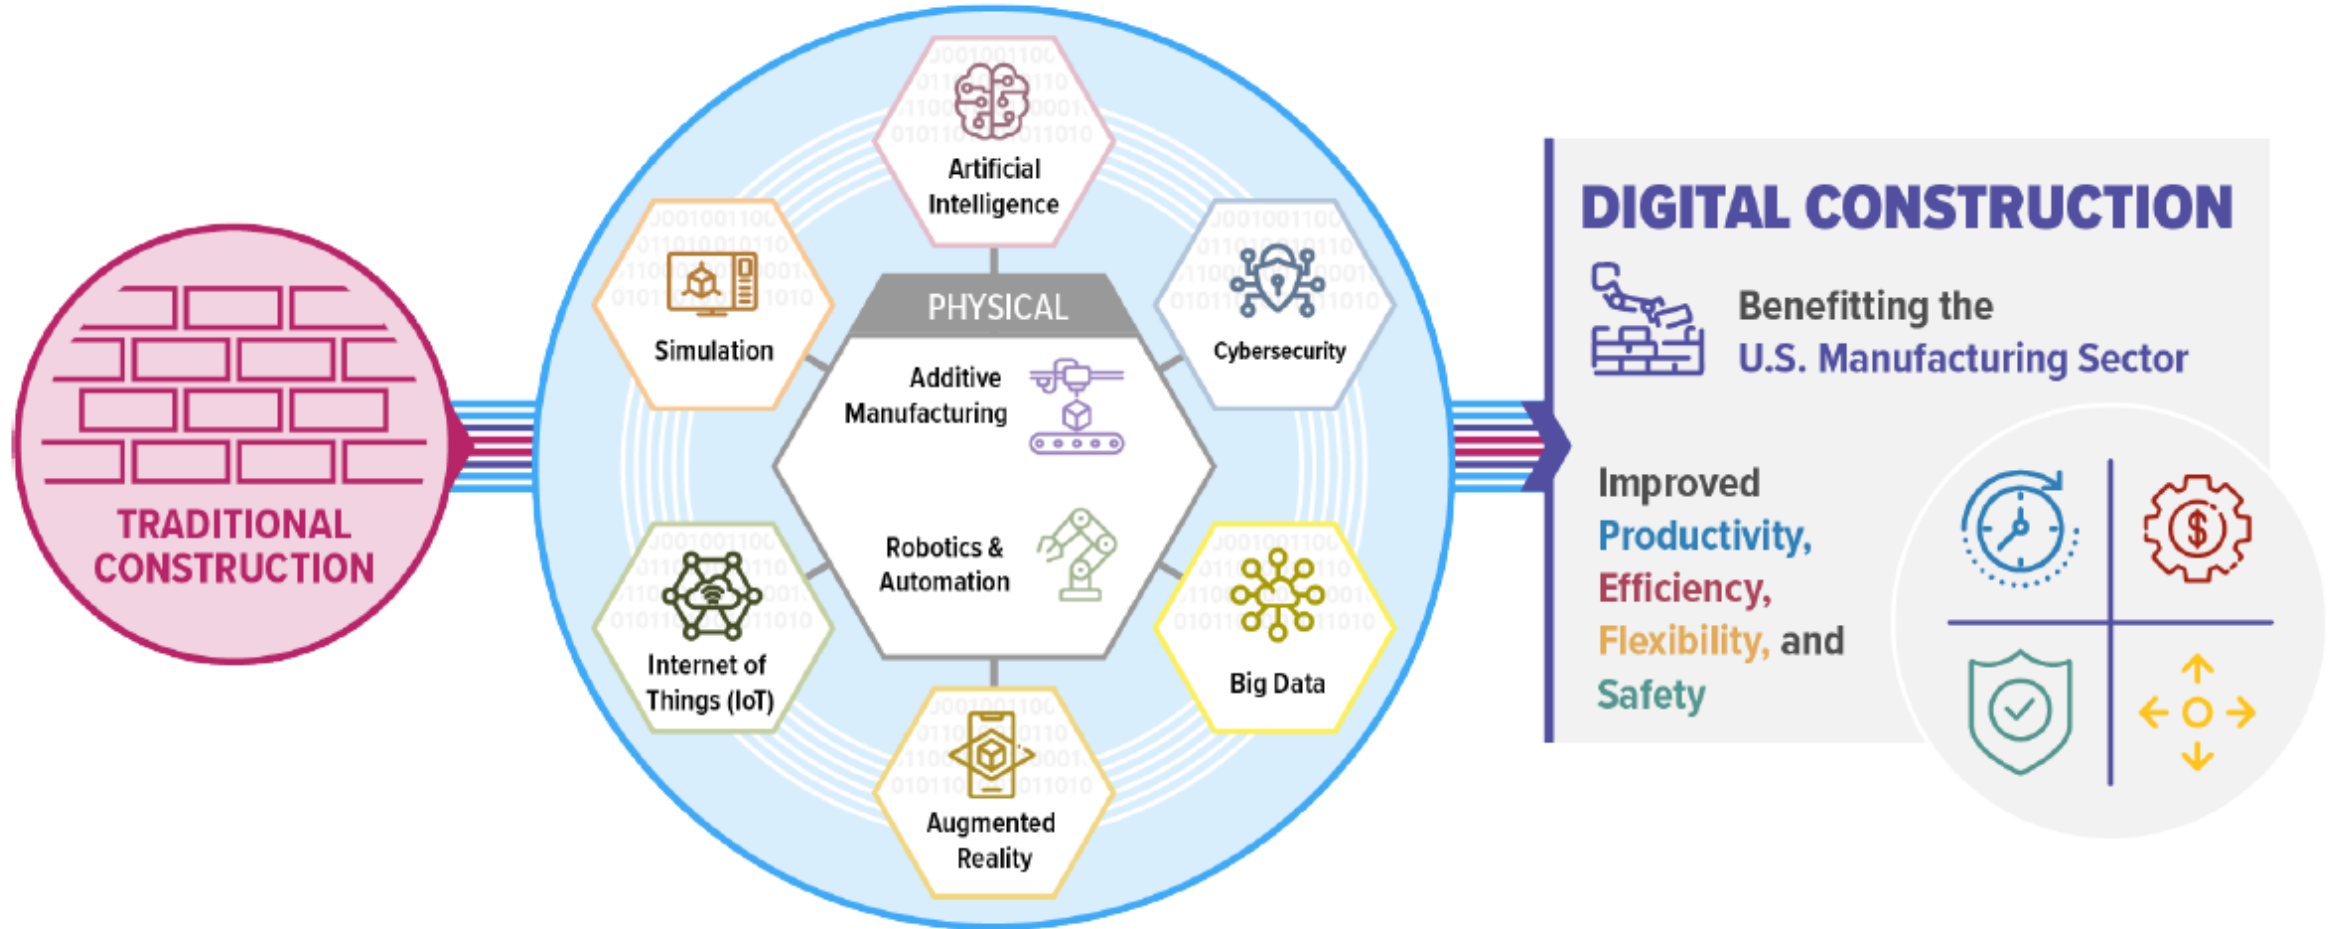 TRADITIONAL
CONSTRUCTION
Artificial
Intelligence
Simulation
Cybersecurity
PHYSICAL
Additive
Manufacturing
Robotics &
Automation
Internet of
Things (IoT)
Big Data
Augmented
Reality
DIGITAL CONSTRUCTION
Benefitting the
U.S. Manufacturing Sector
Improved
Productivity,
Efficiency,
Flexibility, and
Safety
$